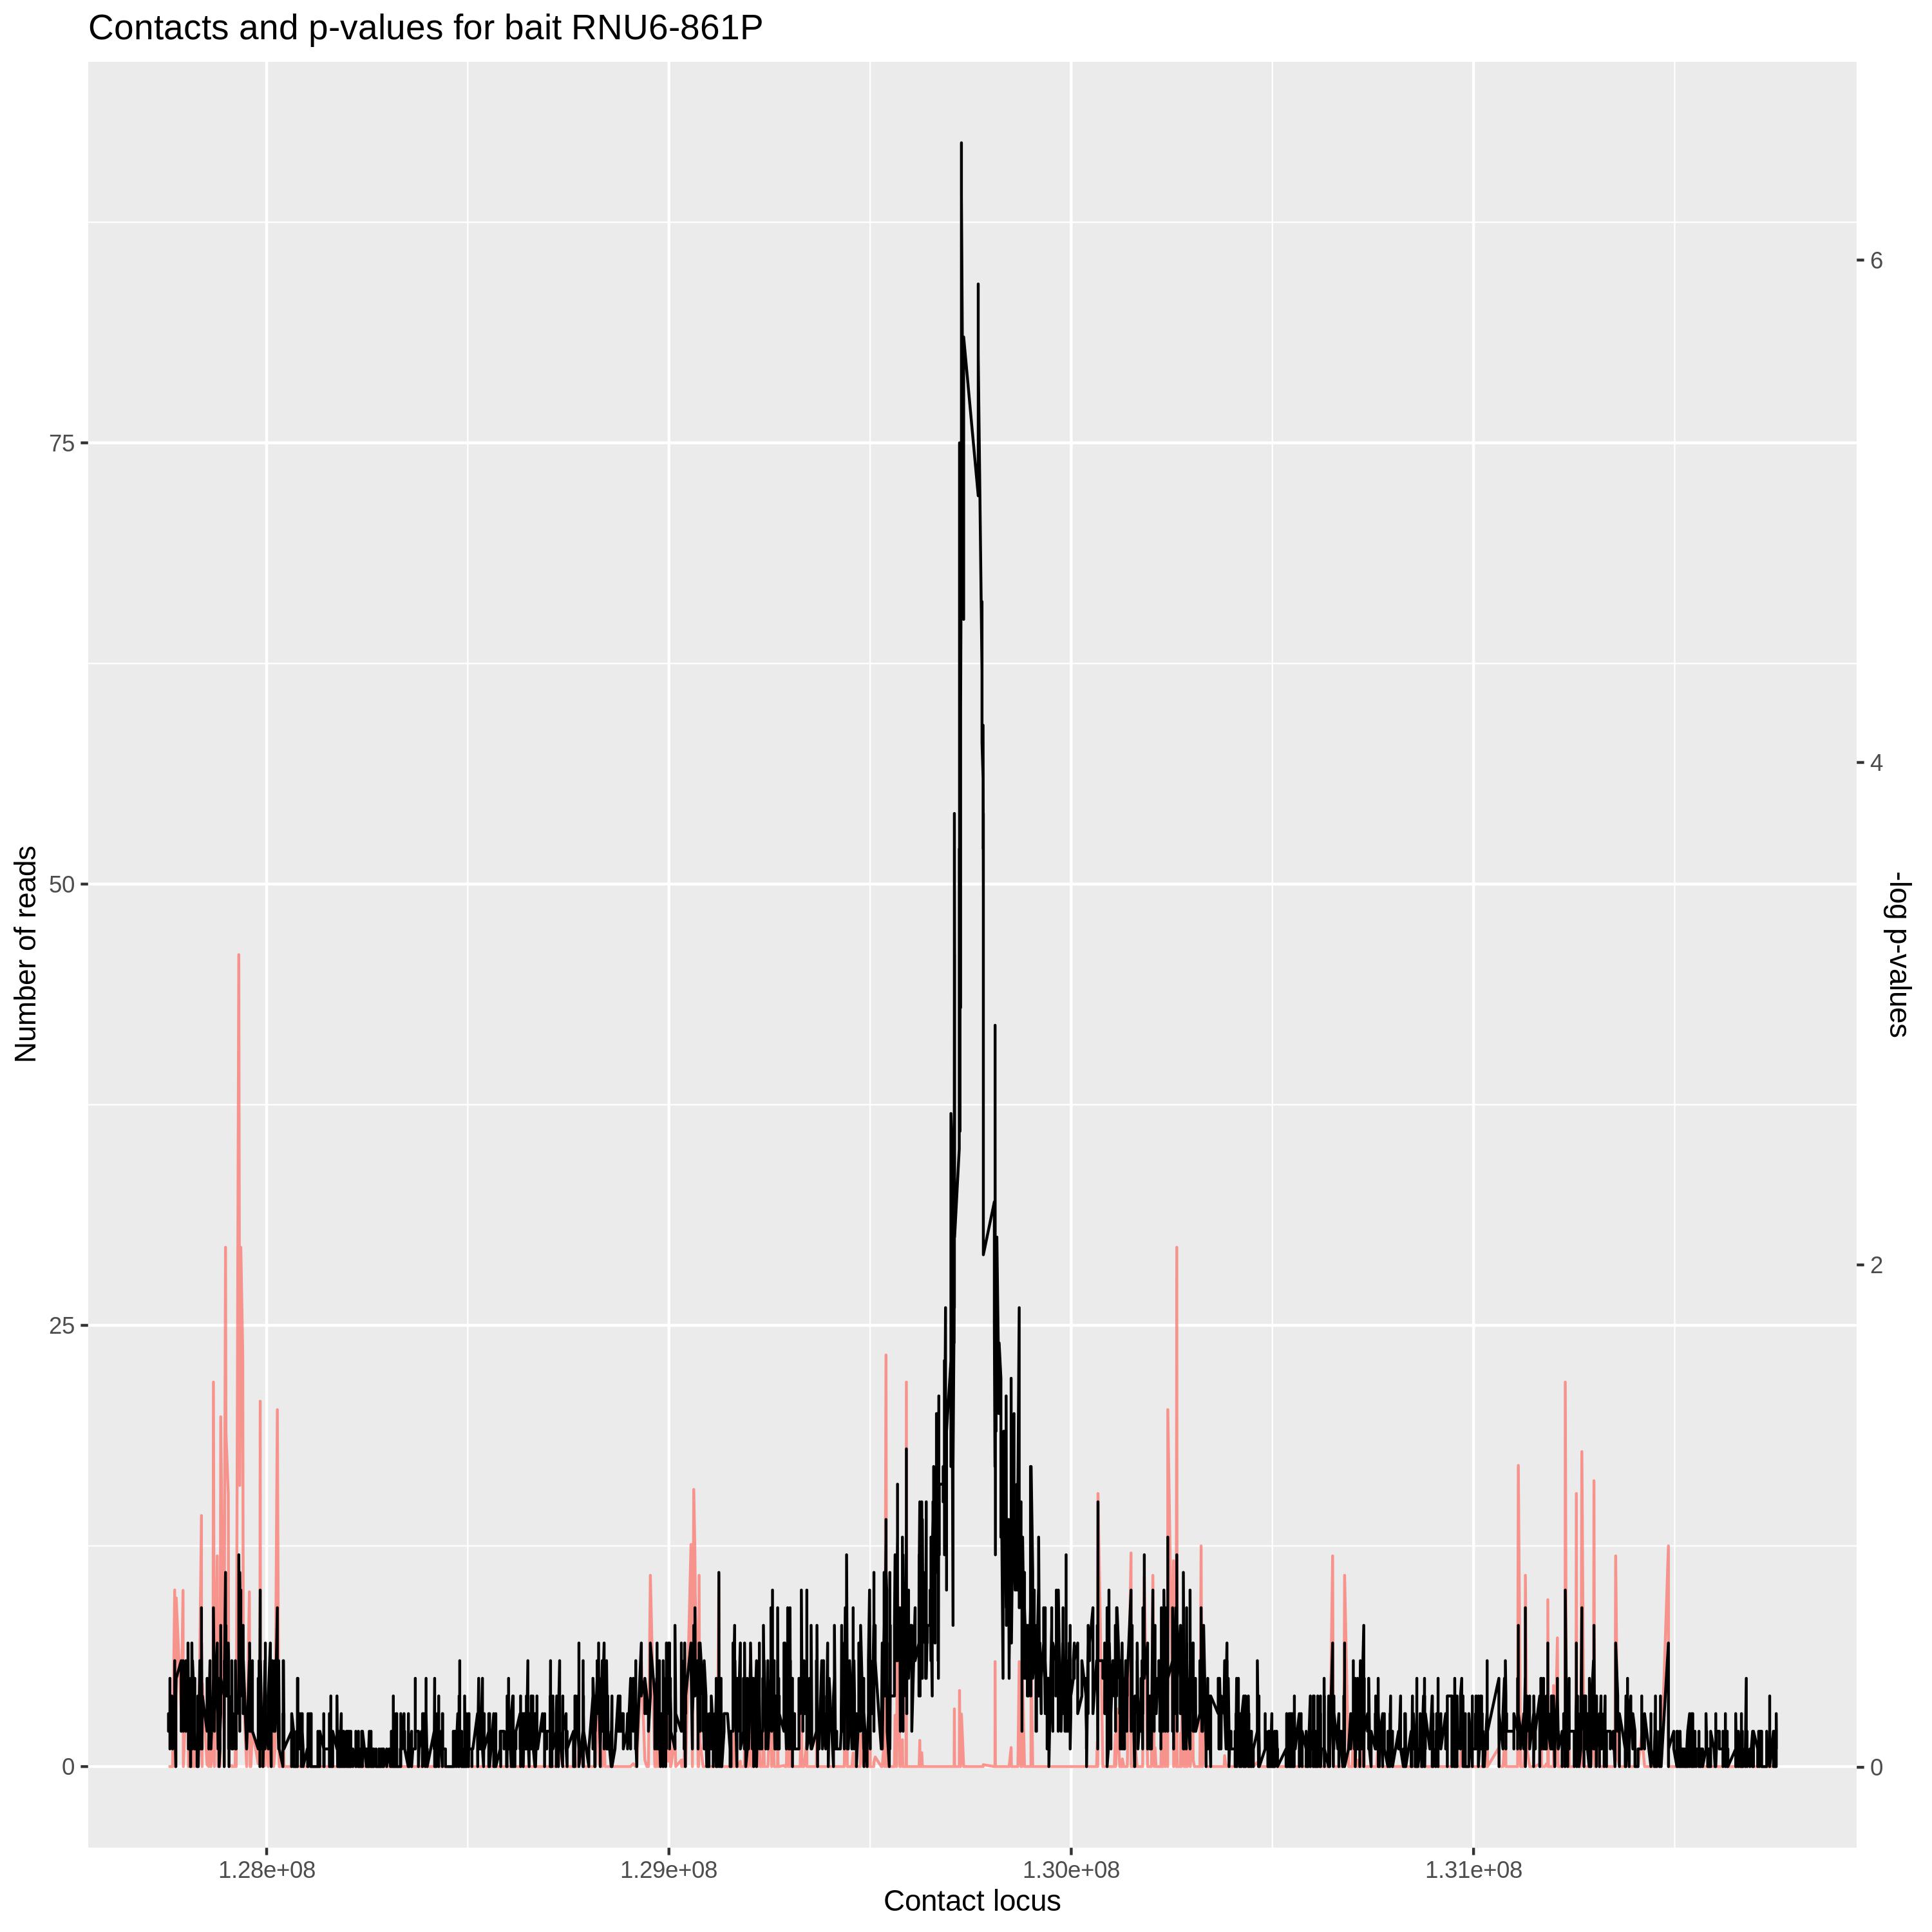 Contacts and p-values for bait RNU6-861P
75
50
25
0
Number of reads
6
4
2
0
-log p-values
1.28e+08
1.29e+08
1.30e+08
1.31e+08
Contact locus